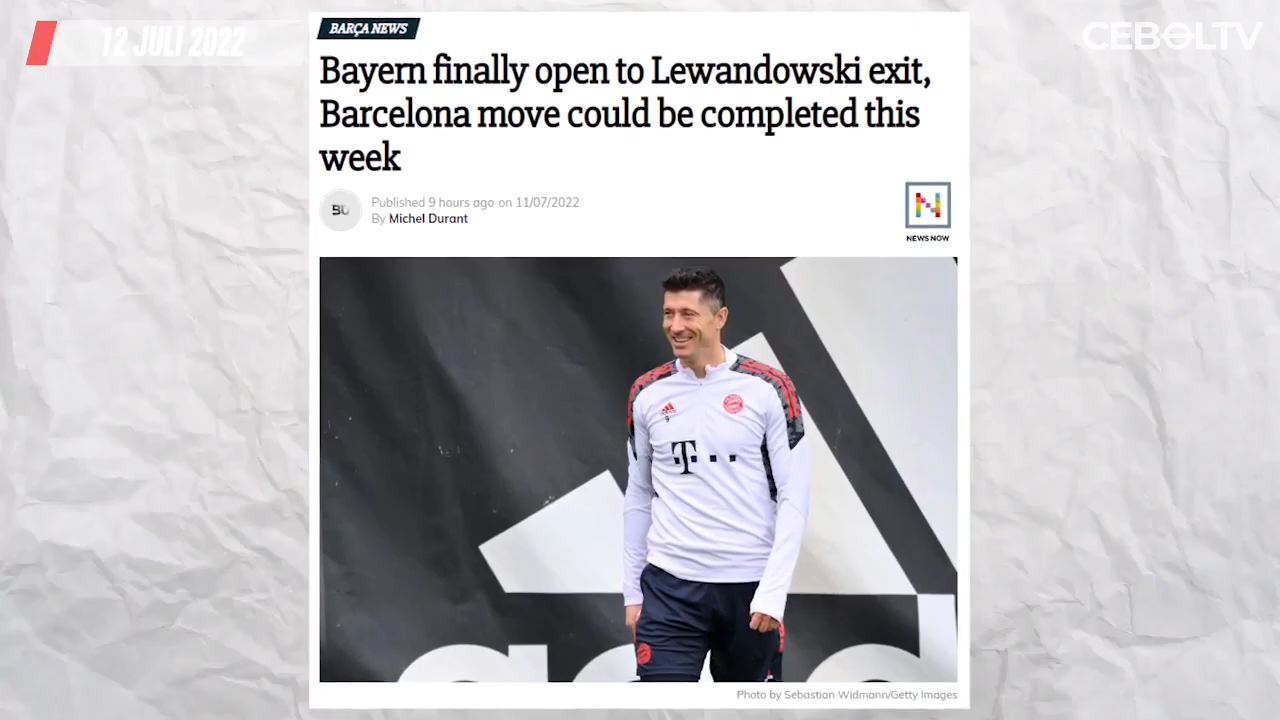 12 JULI 2022
CEBOLTV
BARÇA NEWS
Bayern finally open to Lewandowski exit,
Barcelona move could be completed this
week
BU
Published 9 hours ago on 11/07/2022
By Michel Durant
N
NEWS NOW
9
T
Photo by Sebastian Widmann/Getty Images